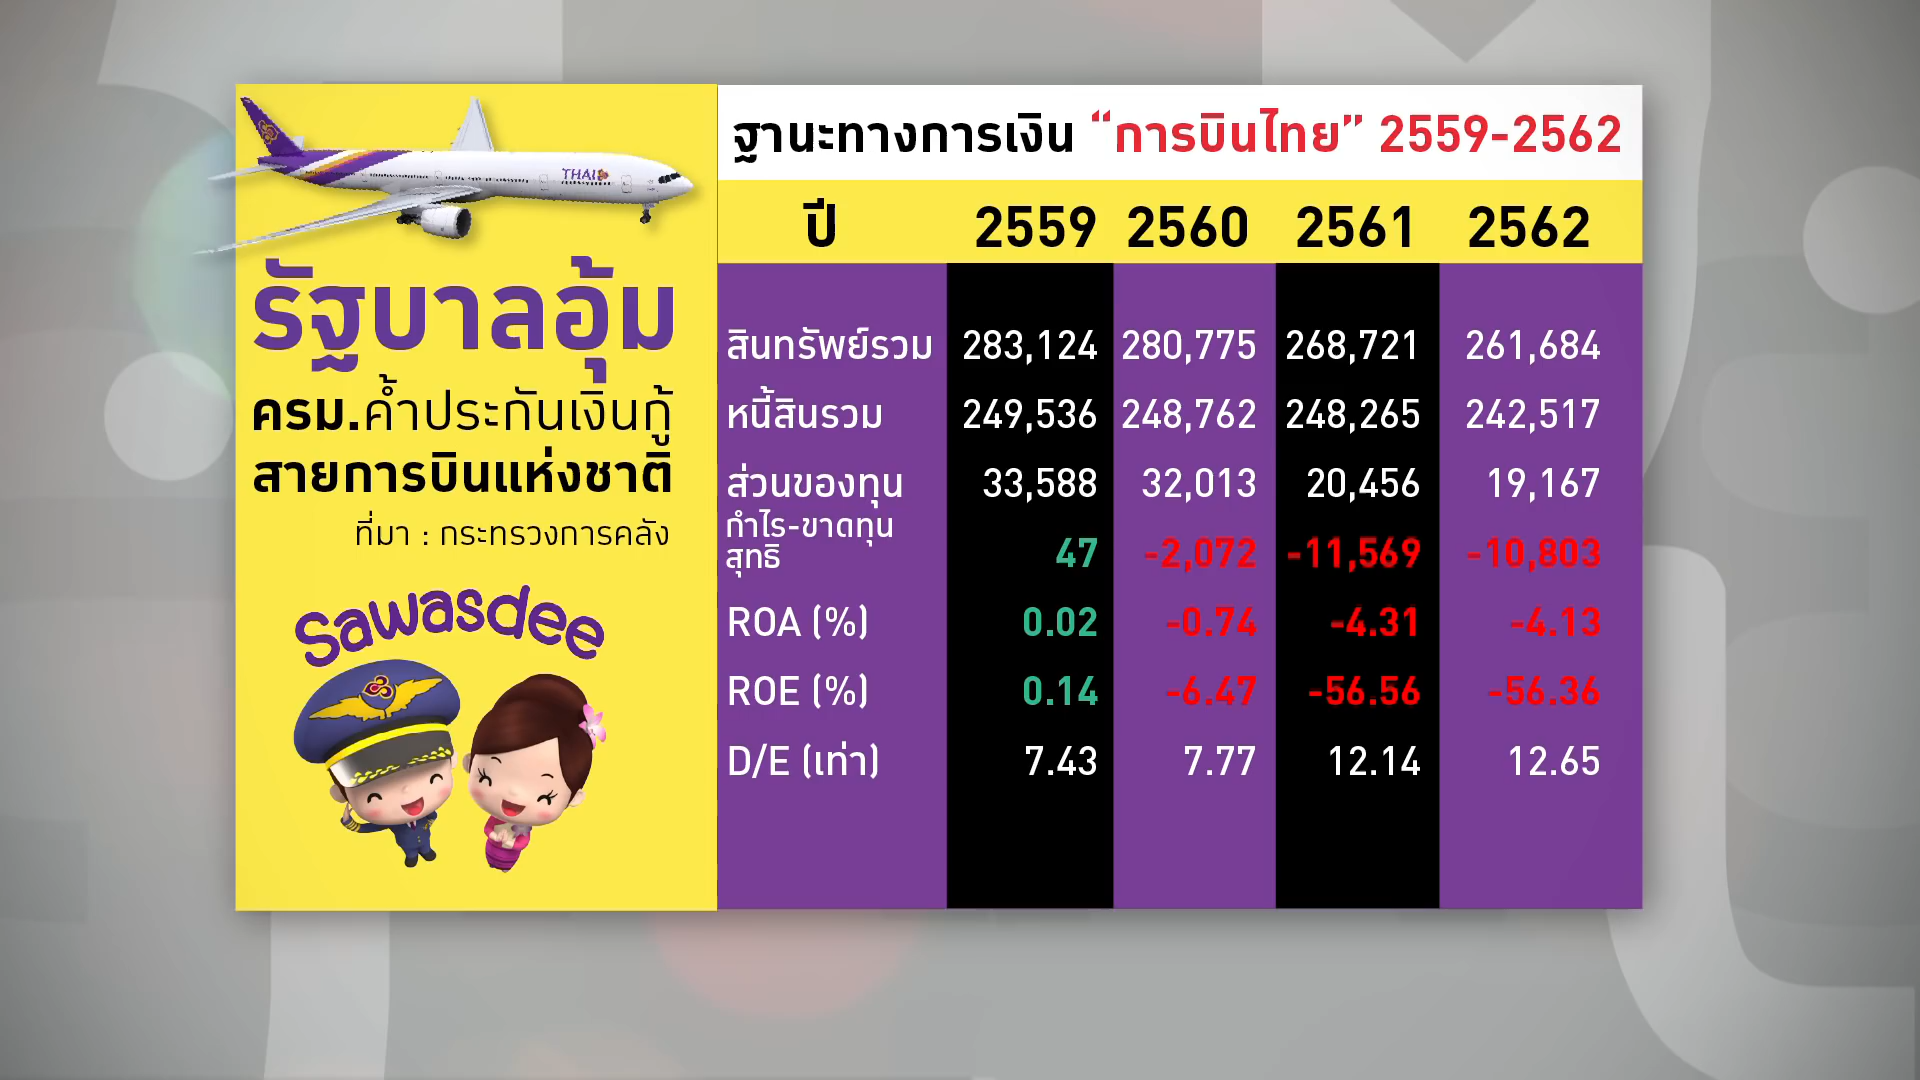 THAI
รัฐบาลอุ้ม
ครม.ค้ำประกันเงินกู้
สายการบินแห่งชาติ
ที่มา : กระทรวงการคลัง
Sawasdee
ฐานะทางการเงิน “การบินไทย” 2559-2562
ปี 2559 2560 2561 2562
สินทรัพย์รวม 283,124 280,775 268,721 261,684
หนี้สินรวม 249,536 248,762 248,265 242,517
ส่วนของทุน 33,588 32,013 20,456 19,167
กำไร-ขาดทุน
สุทธิ 47 -2,072 -11,569 -10,803
ROA (%) 0.02 -0.74 -4.31 -4.13
ROE (%) 0.14 -6.47 -56.56 -56.36
D/E (เท่า) 7.43 7.77 12.14 12.65